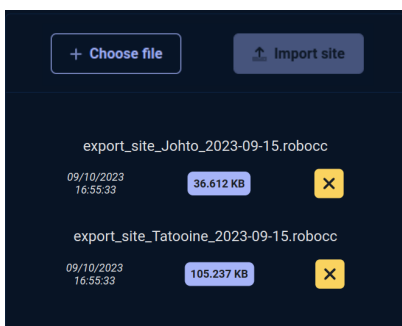 + Choose file
Import site
export_site_Johto_2023-09-15.robocc
09/10/2023
16:55:33
36.612 KB
export_site_Tatooine_2023-09-15.robocc
09/10/2023
16:55:33
105.237 KB